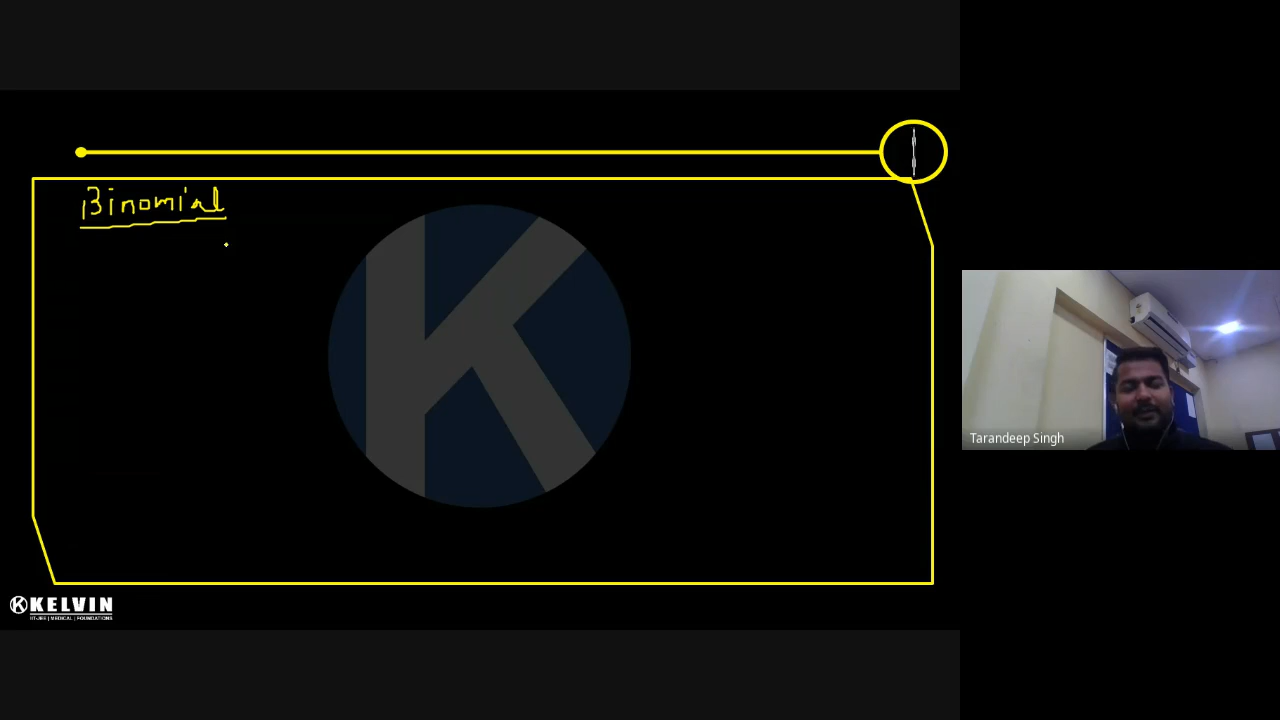 Binomial
Tarandeep Singh
KELVIN
IIT-JEE | MEDICAL | FOUNDATIONS